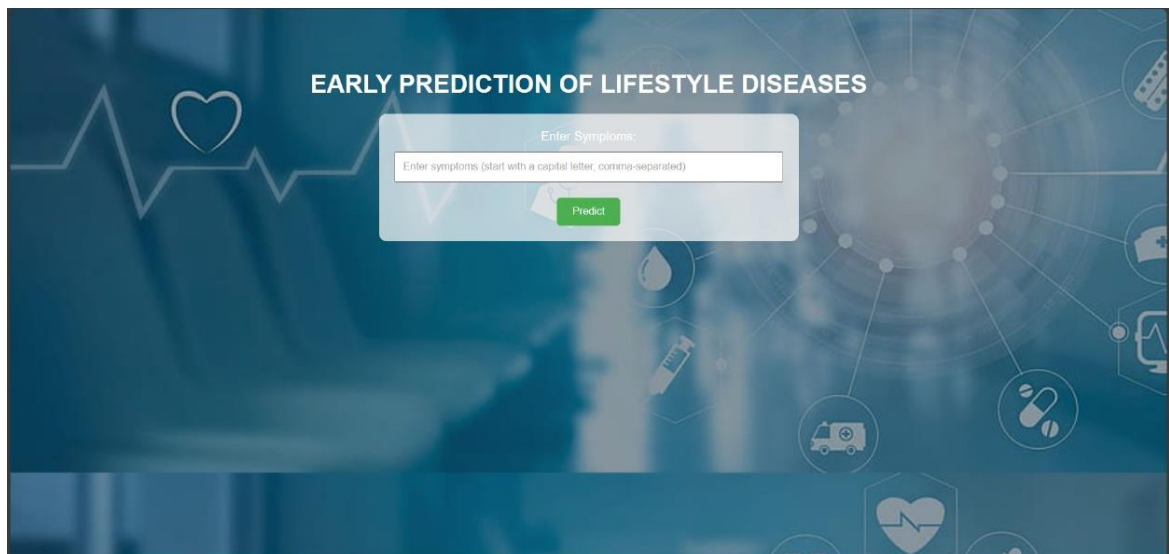 EARLY PREDICTION OF LIFESTYLE DISEASES
Enter Symptoms:
Enter symptoms (start with a capital letter, comma-separated)
Predict